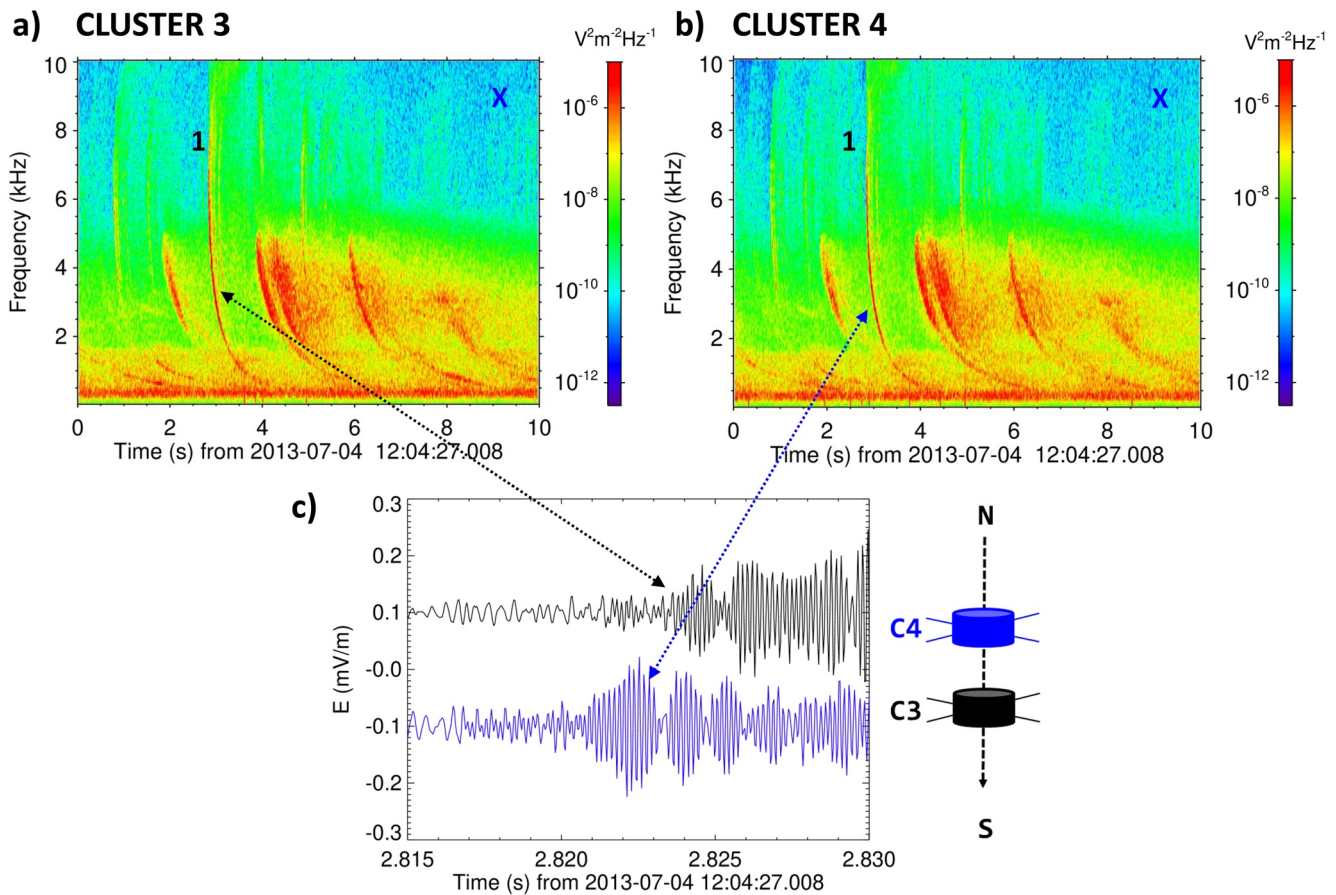 a) CLUSTER 3
V²m⁻²Hz⁻¹
b) CLUSTER 4
V²m⁻²Hz⁻¹
10
8
6
4
2
Frequency (kHz)
1
X
10⁻⁶
10⁻⁸
10⁻¹⁰
10⁻¹²
0 2 4 6 8 10
Time (s) from 2013-07-04 12:04:27.008
10
8
6
4
2
Frequency (kHz)
1
X
10⁻⁶
10⁻⁸
10⁻¹⁰
10⁻¹²
0 2 4 6 8 10
Time (s) from 2013-07-04 12:04:27.008
c)
0.3
0.2
0.1
-0.0
-0.1
-0.2
-0.3
E (mV/m)
2.815 2.820 2.825 2.830
Time (s) from 2013-07-04 12:04:27.008
N
C4
C3
S